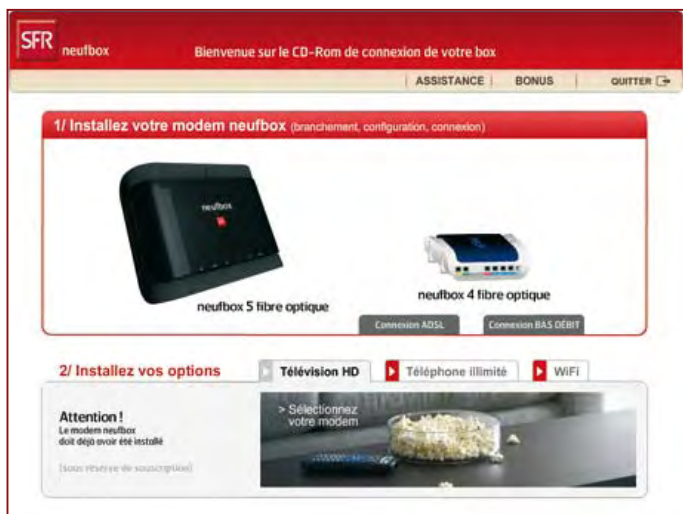 SFR
neufbox
Bienvenue sur le CD-Rom de connexion de votre box
ASSISTANCE | BONUS | QUITTER
1/ Installez votre modem neufbox (branchement, configuration, connexion)
neufbox
neufbox 5 fibre optique
neufbox 4 fibre optique
Connexion ADSL
Connexion BAS DÉBIT
2/ Installez vos options
Télévision HD
Téléphone illimité
WiFi
Attention !
Le modem neufbox
doit déjà avoir été installé
(sous réserve de souscription)
> Sélectionnez
votre modem